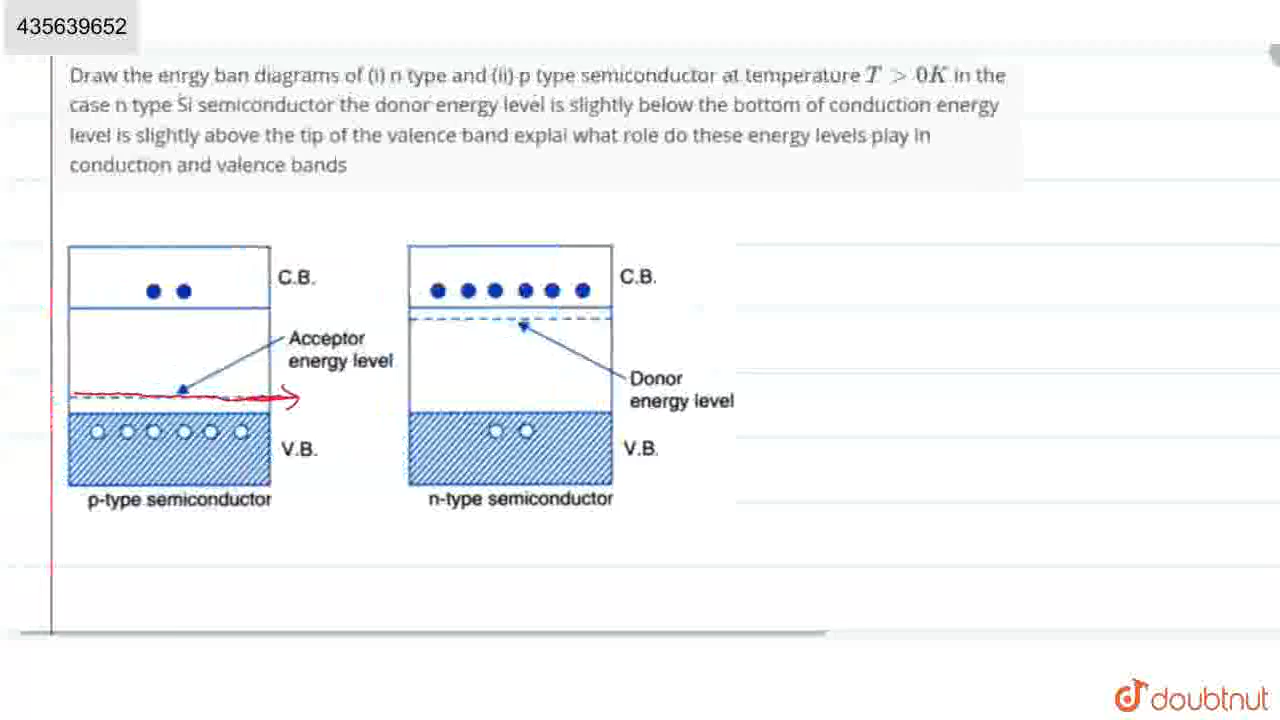 435639652
Draw the enrgy ban diagrams of (i) n type and (ii) p type semiconductor at temperature T > 0K in the
case n type Si semiconductor the donor energy level is slightly below the bottom of conduction energy
level is slightly above the tip of the valence band explai what role do these energy levels play in
conduction and valence bands
C.B.
Acceptor
energy level
V.B.
p-type semiconductor
C.B.
Donor
energy level
V.B.
n-type semiconductor
doubtnut